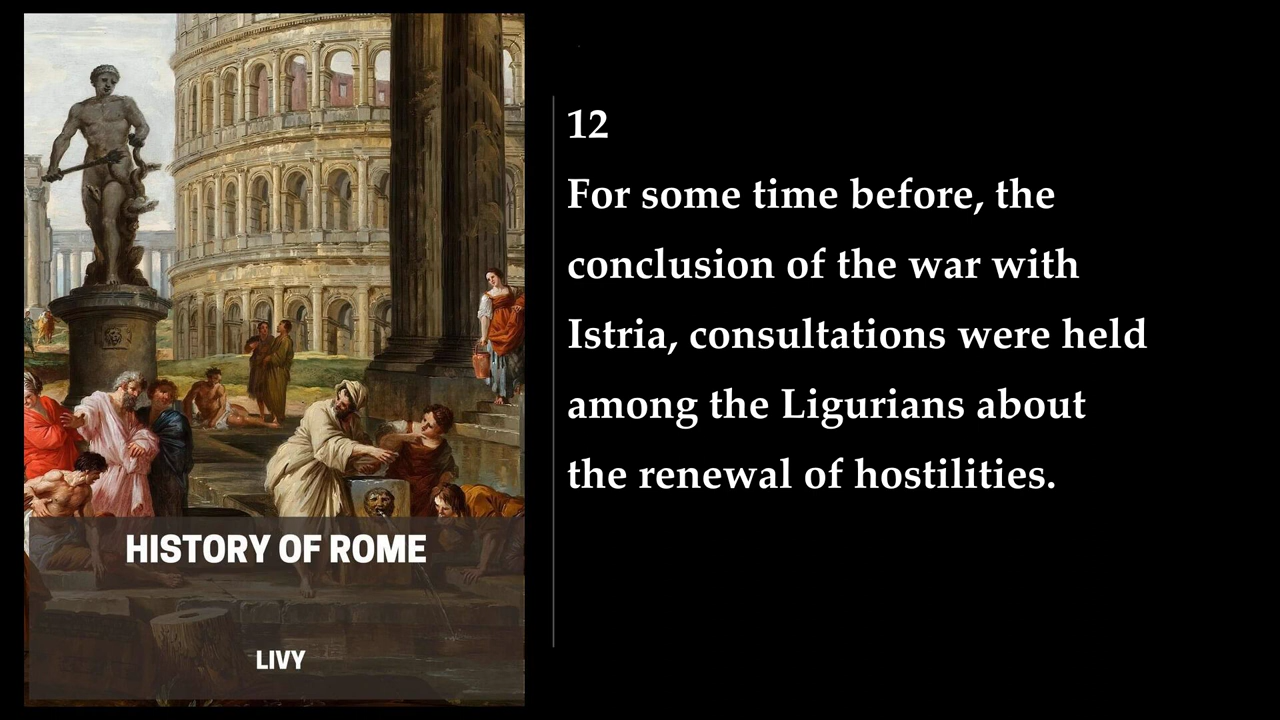 HISTORY OF ROME
LIVY
12
For some time before, the
conclusion of the war with
Istria, consultations were held
among the Ligurians about
the renewal of hostilities.